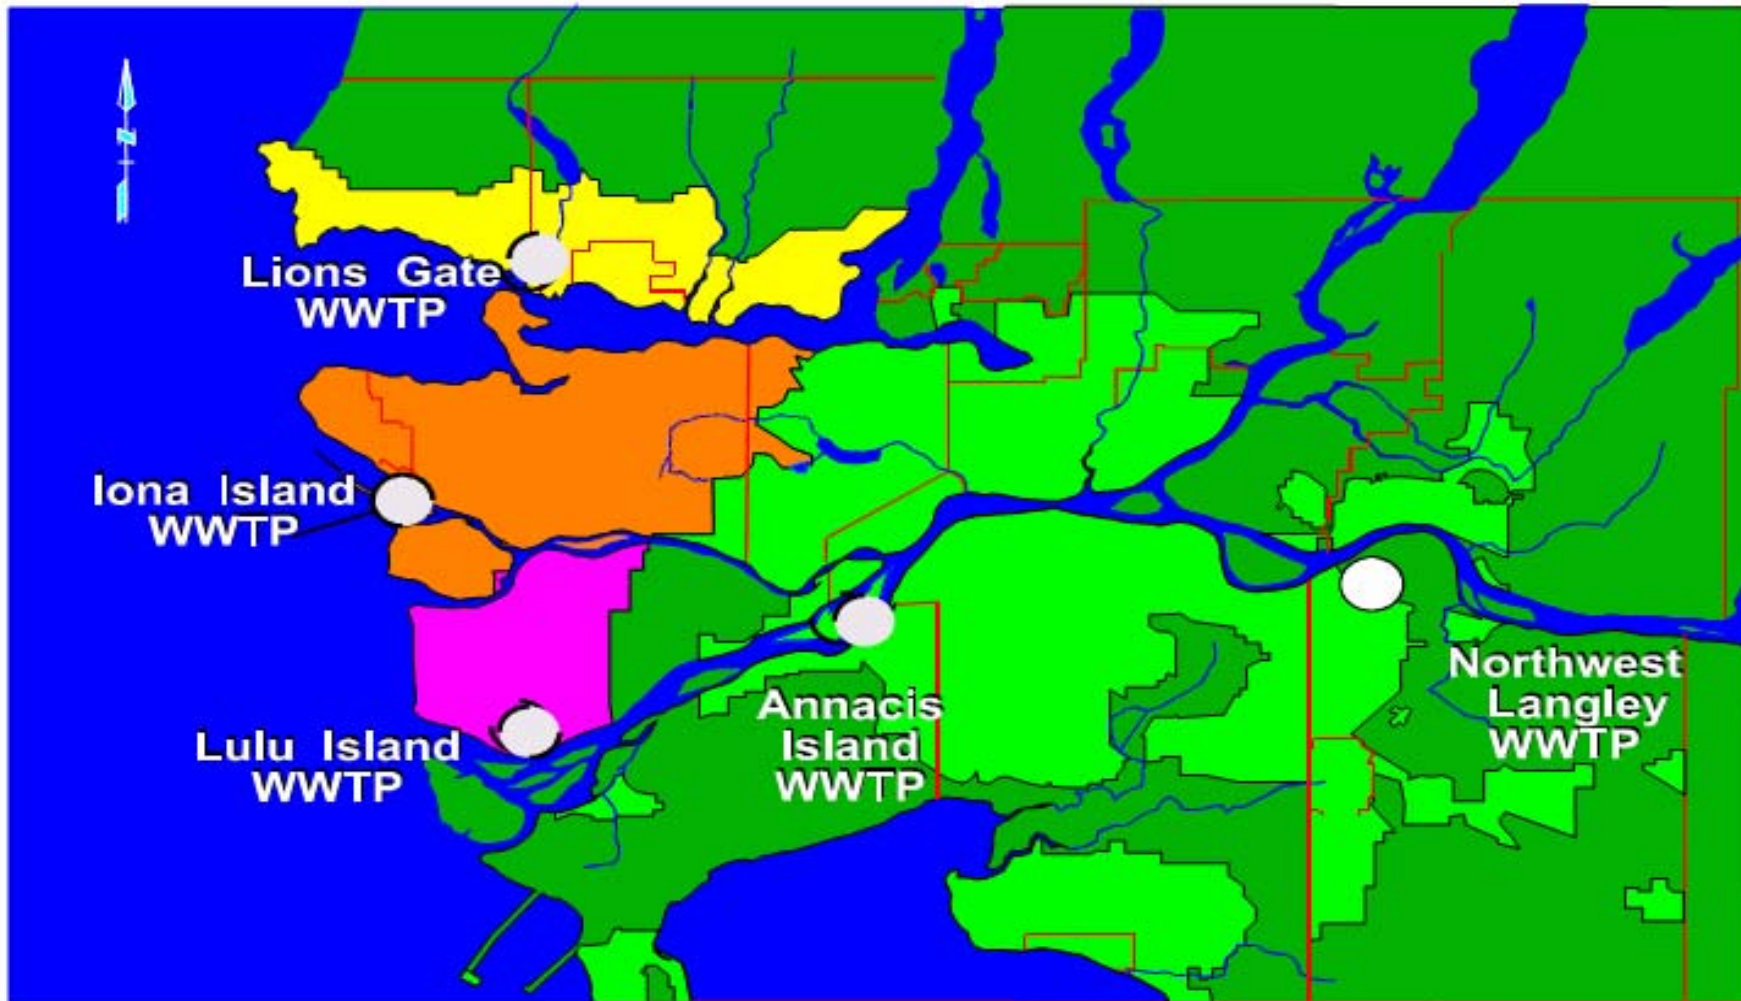 Lions Gate
WWTP
Iona Island
WWTP
Lulu Island
WWTP
Annacis
Island
WWTP
Northwest
Langley
WWTP
N